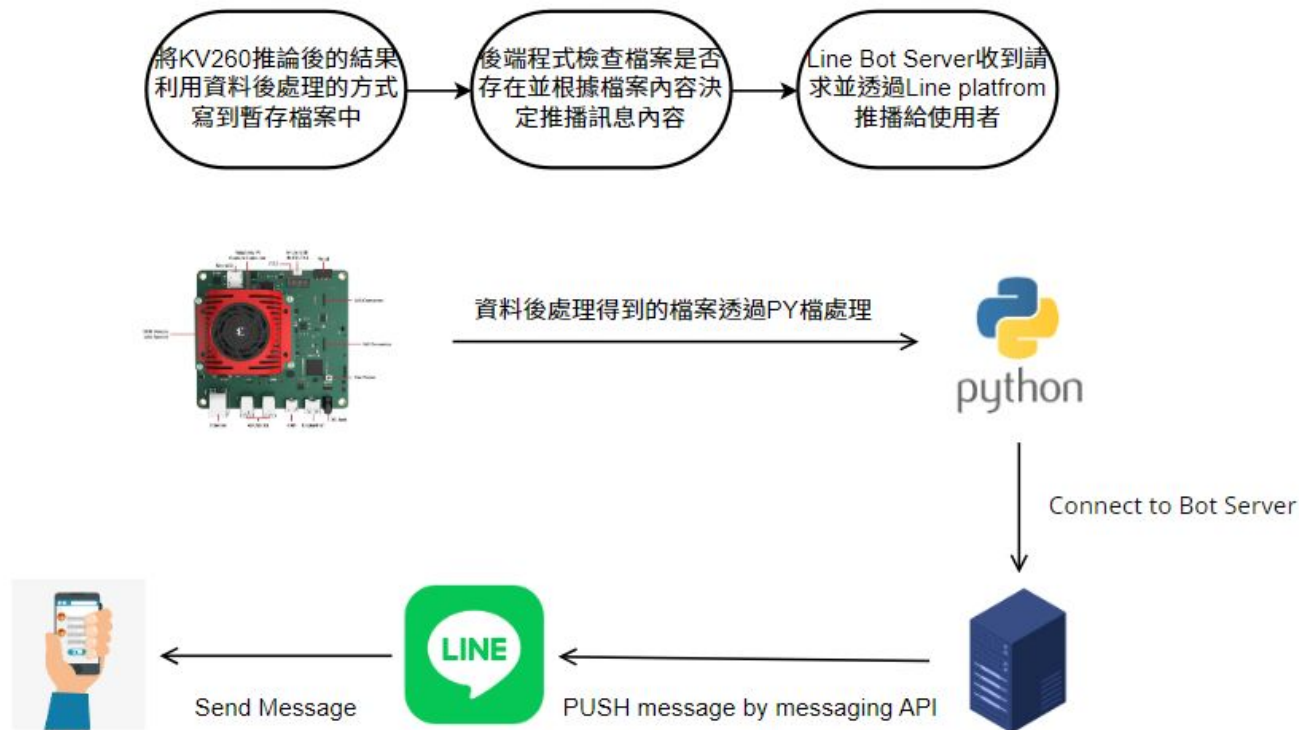 將KV260推論後的結果
利用資料後處理的方式
寫到暫存檔案中
後端程式檢查檔案是否
存在並根據檔案內容決
定推播訊息內容
Line Bot Server收到請
求並透過Line platfrom
推播給使用者
資料後處理得到的檔案透過PY檔處理
python
Connect to Bot Server
LINE
Send Message
PUSH message by messaging API